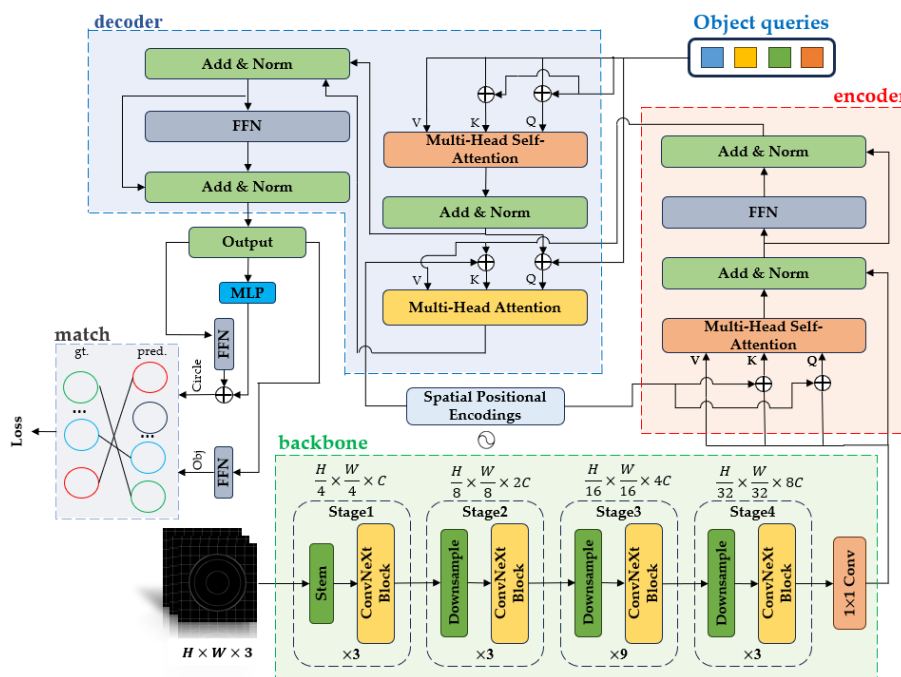 decoder
Object queries
encoder
Add & Norm
FFN
Add & Norm
V
K
Q
Multi-Head Self-
Attention
Add & Norm
V
K
Q
Multi-Head Attention
Add & Norm
FFN
Add & Norm
Multi-Head Self-
Attention
V
K
Q
Output
MLP
FFN
Circle
FFN
Obj
match
gt.
pred.
...
...
Loss
Spatial Positional
Encodings
backbone
H/4 × W/4 × C
H/8 × W/8 × 2C
H/16 × W/16 × 4C
H/32 × W/32 × 8C
Stage1
Stage2
Stage3
Stage4
Stem
ConvNeXt
Block
Downsample
ConvNeXt
Block
Downsample
ConvNeXt
Block
Downsample
ConvNeXt
Block
1×1 Conv
×3
×3
×9
×3
H × W × 3